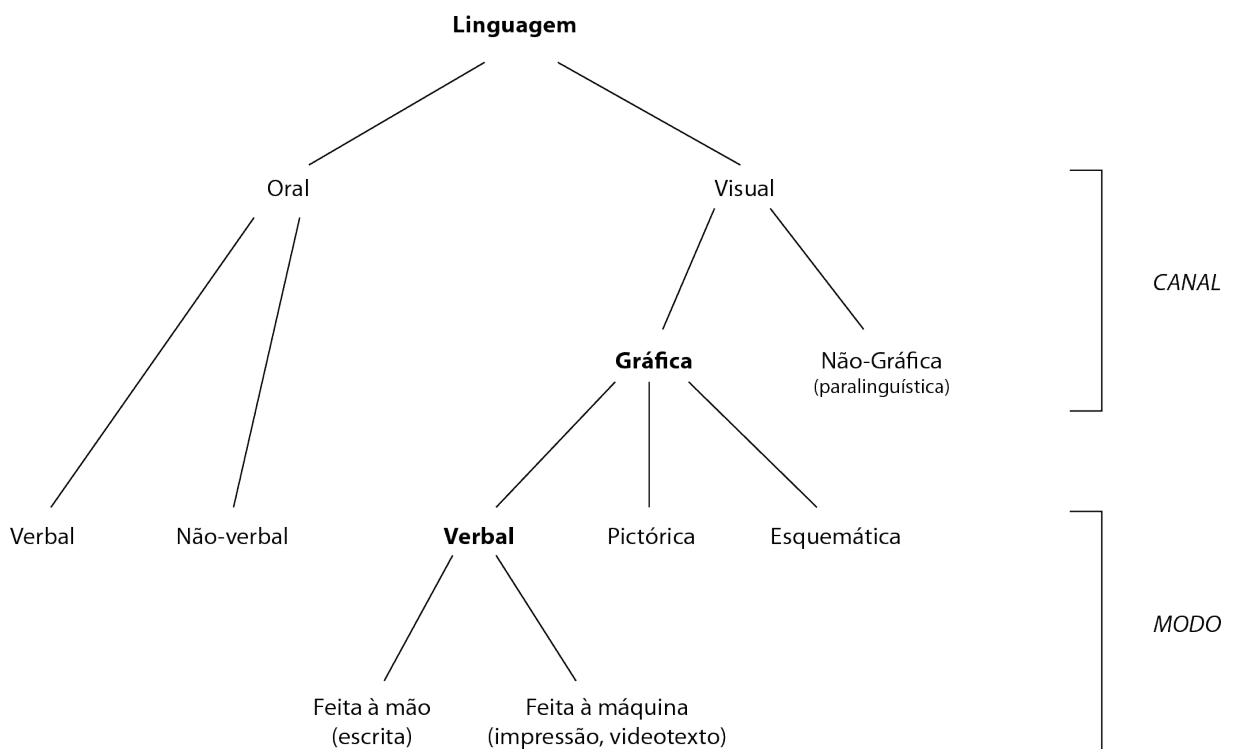 Linguagem
Oral
Visual
CANAL
Gráfica
Não-Gráfica
(paralinguística)
Verbal
Não-verbal
Verbal
Pictórica
Esquemática
MODO
Feita à mão
(escrita)
Feita à máquina
(impressão, videotexto)